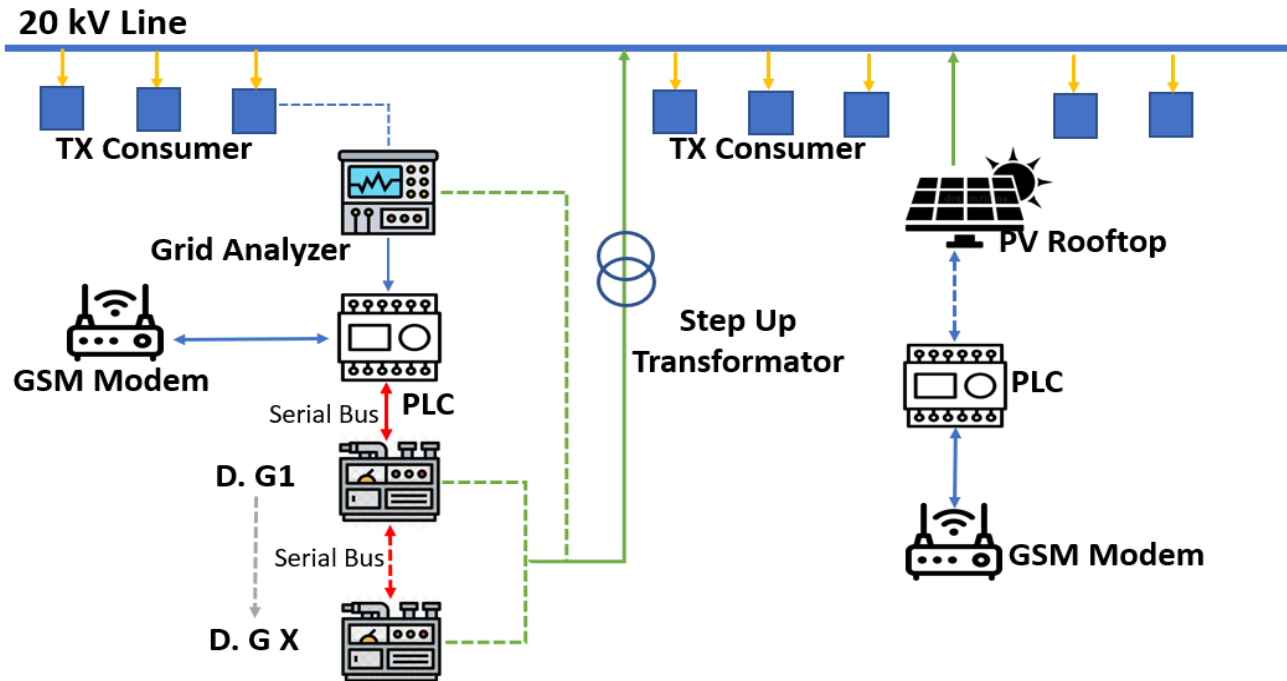 20 kV Line
TX Consumer
TX Consumer
Grid Analyzer
PV Rooftop
GSM Modem
Step Up
Transformator
PLC
Serial Bus
PLC
D. G1
Serial Bus
GSM Modem
D. G X